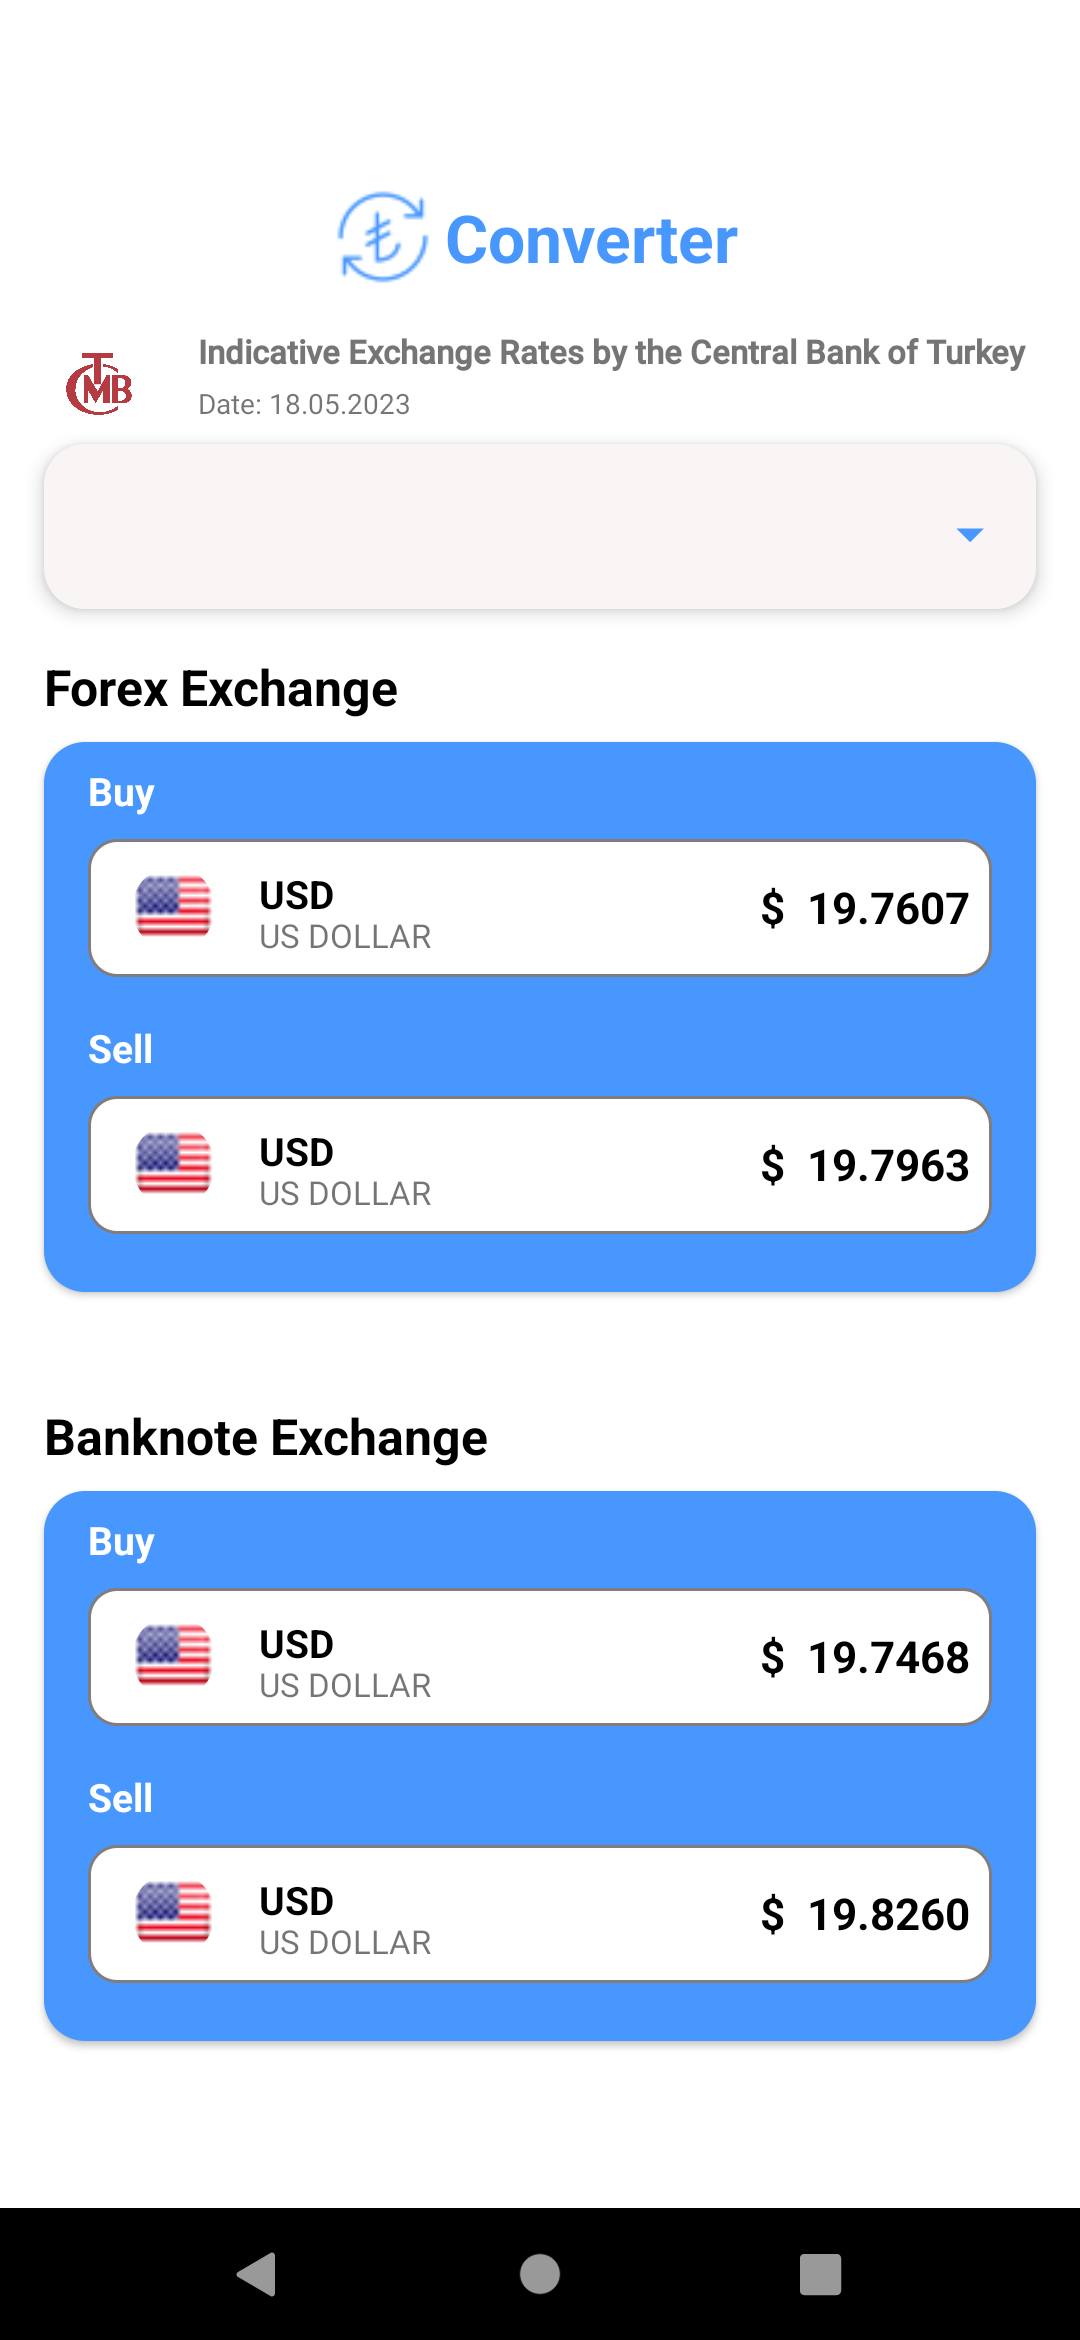 Converter
TCMB
Indicative Exchange Rates by the Central Bank of Turkey
Date: 18.05.2023
Forex Exchange
Buy
USD
US DOLLAR
$ 19.7607
Sell
USD
US DOLLAR
$ 19.7963
Banknote Exchange
Buy
USD
US DOLLAR
$ 19.7468
Sell
USD
US DOLLAR
$ 19.8260